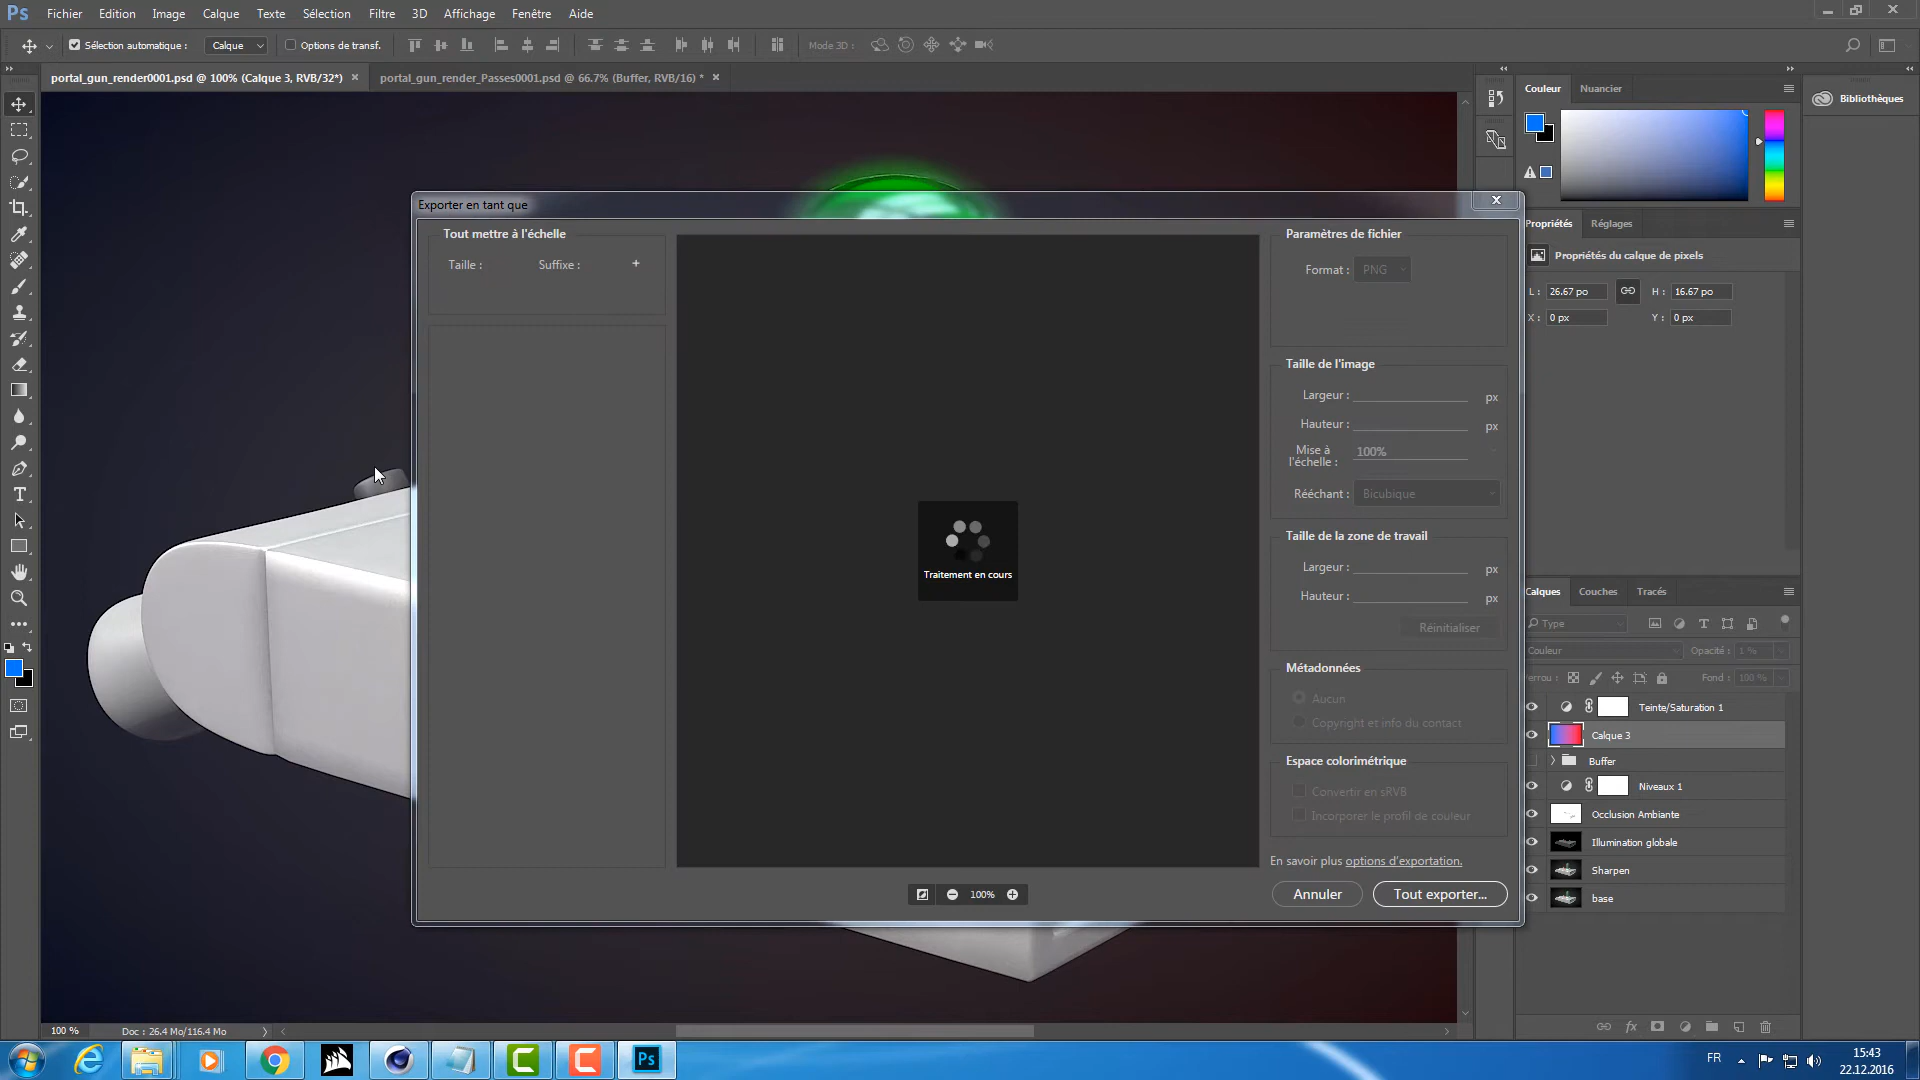 Ps Fichier Edition Image Calque Texte Sélection Filtre 3D Affichage Fenêtre Aide
Sélection automatique : Calque Options de transf. Mode 3D :
portal_gun_render0001.psd @ 100% (Calque 3, RVB/32*) portal_gun_render_Passes0001.psd @ 66.7% (Buffer, RVB/16) *
Couleur Nuancier
Bibliothèques
Exporter en tant que
Tout mettre à l'échelle
Taille : Suffixe : +
Traitement en cours
100%
Paramètres de fichier
Format : PNG
Taille de l'image
Largeur : px
Hauteur : px
Mise à l'échelle : 100%
Rééchant : Bicubique
Taille de la zone de travail
Largeur : px
Hauteur : px
Réinitialiser
Métadonnées
Aucun
Copyright et info du contact
Espace colorimétrique
Convertir en sRVB
Incorporer le profil de couleur
En savoir plus options d'exportation.
Annuler Tout exporter...
Propriétés Réglages
Propriétés du calque de pixels
L : 26.67 po H : 16.67 po
X : 0 px Y : 0 px
Calques Couches Tracés
Type
Couleur Opacité : 1 %
Verrou : Fond : 100 %
Teinte/Saturation 1
Calque 3
Buffer
Niveaux 1
Occlusion Ambiante
Illumination globale
Sharpen
base
fx
100 % Doc : 26.4 Mo/116.4 Mo
Ps
FR
15:43
22.12.2016